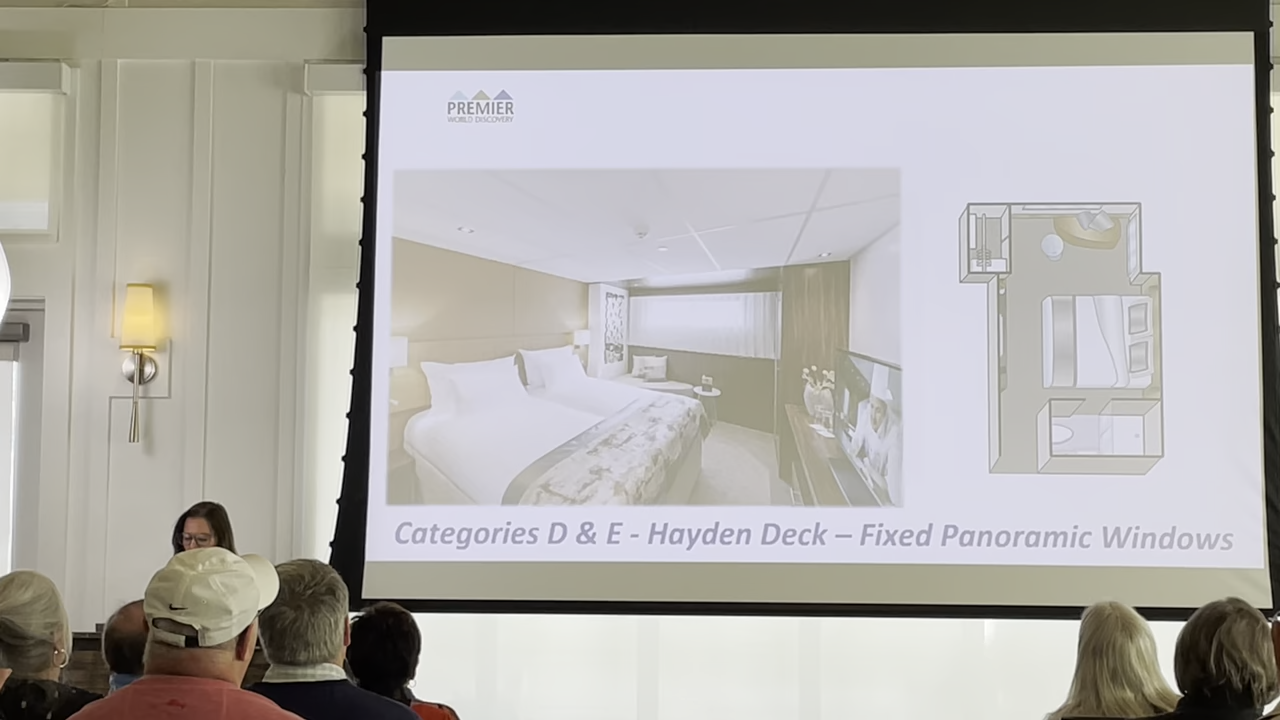 PREMIER
WORLD DISCOVERY
Categories D & E - Hayden Deck – Fixed Panoramic Windows